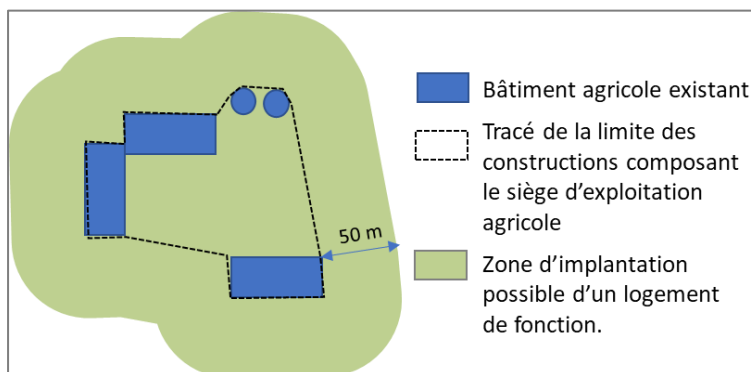 Bâtiment agricole existant
Tracé de la limite des
constructions composant
le siège d'exploitation
agricole
50 m
Zone d'implantation
possible d'un logement
de fonction.